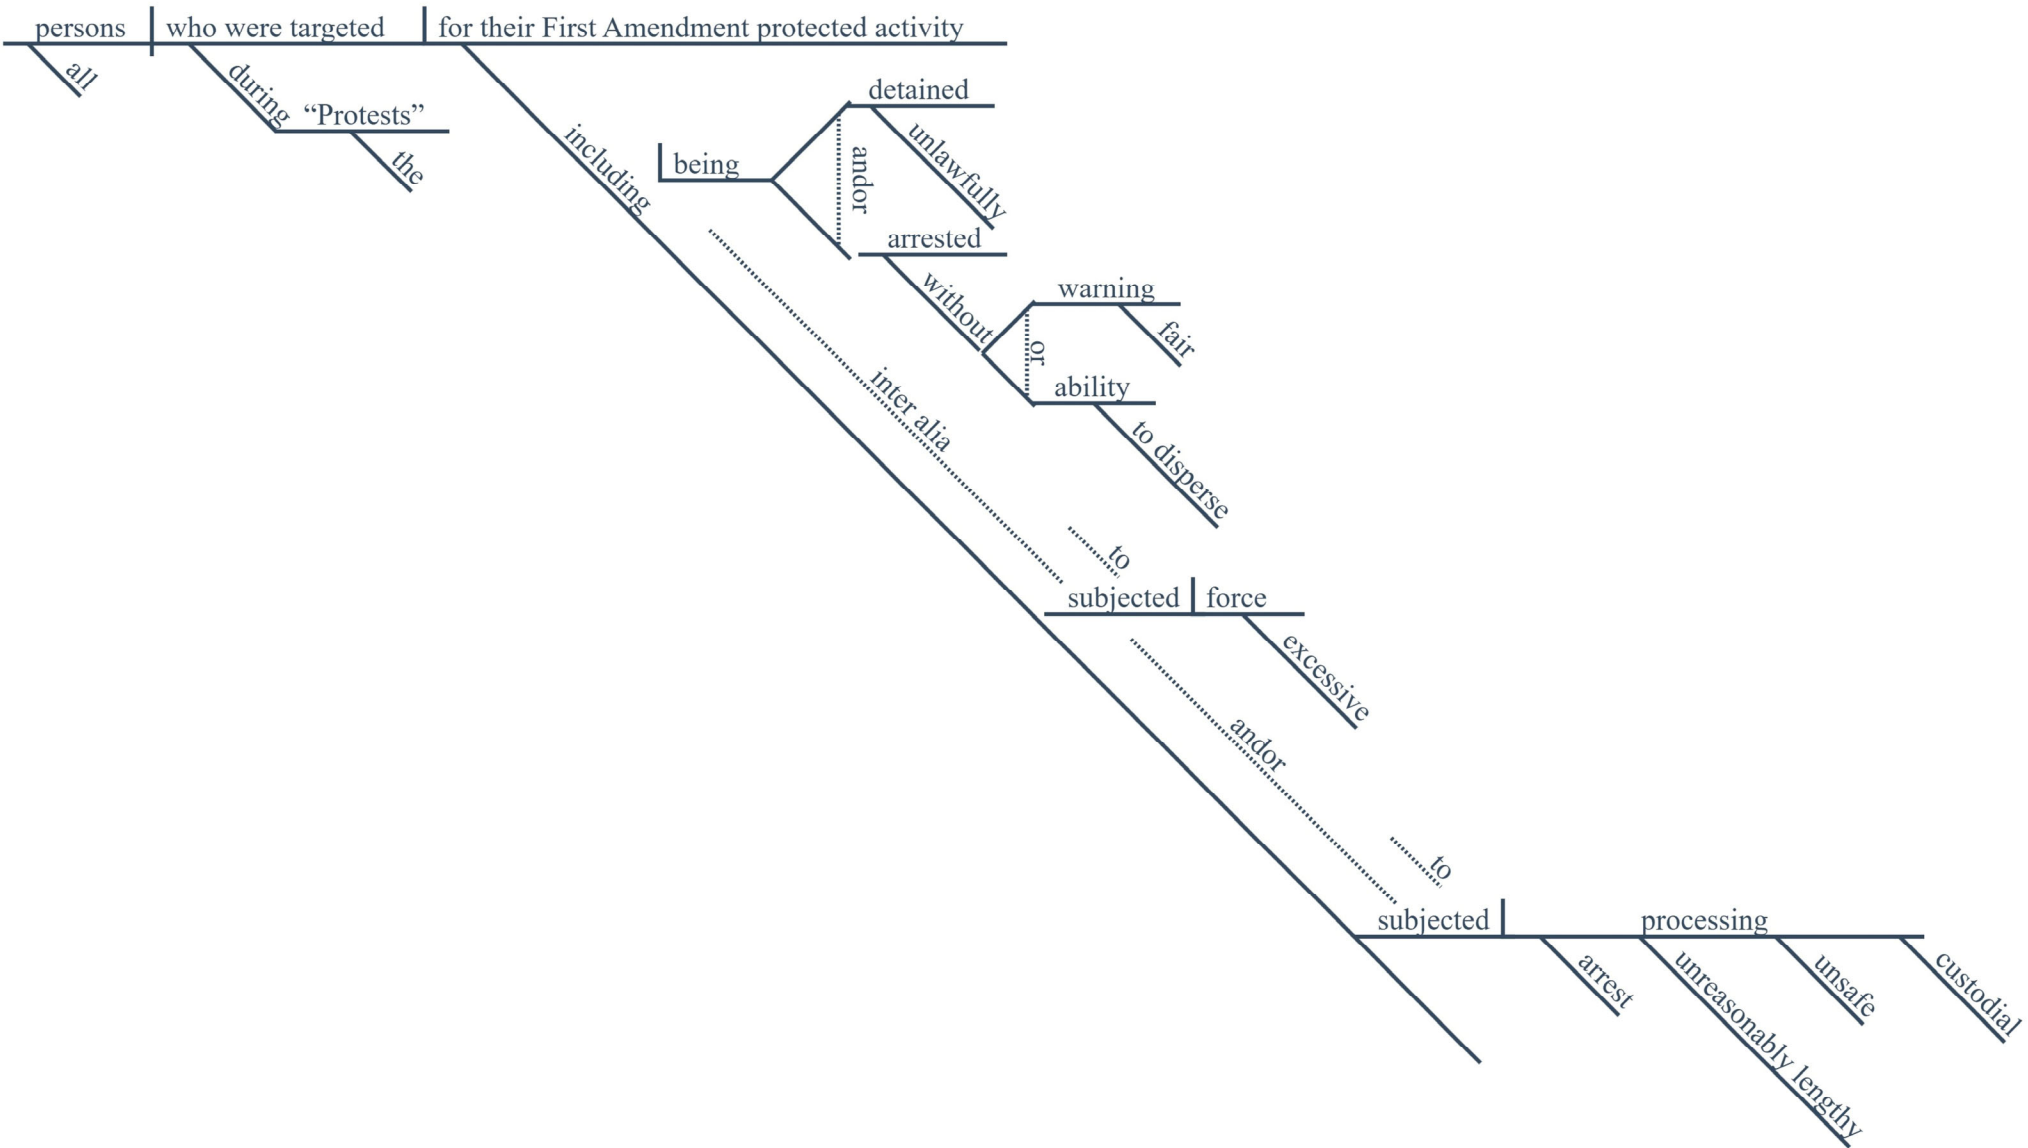 persons who were targeted for their First Amendment protected activity
all
during
“Protests”
the
including
being
detained
unlawfully
andor
arrested
without
warning
fair
or
ability
to disperse
inter alia
to
subjected force
excessive
andor
to
subjected processing
arrest
unreasonably lengthy
unsafe
custodial